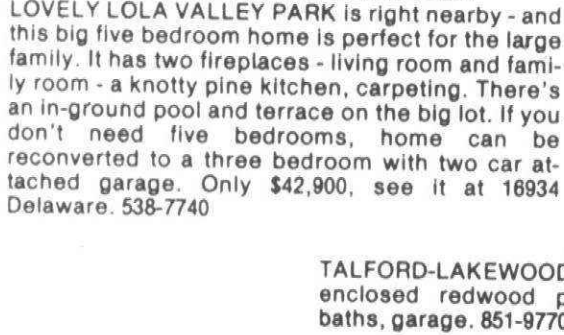 LOVELY LOLA VALLEY PARK is right nearby - and
this big five bedroom home is perfect for the large
family. It has two fireplaces - living room and fami-
ly room - a knotty pine kitchen, carpeting. There's
an in-ground pool and terrace on the big lot. If you
don't need five bedrooms, home can be
reconverted to a three bedroom with two car at-
tached garage. Only $42,900, see it at 16934
Delaware. 538-7740
TALFORD-LAKEWOOD
enclosed redwood p
baths, garage. 851-9770